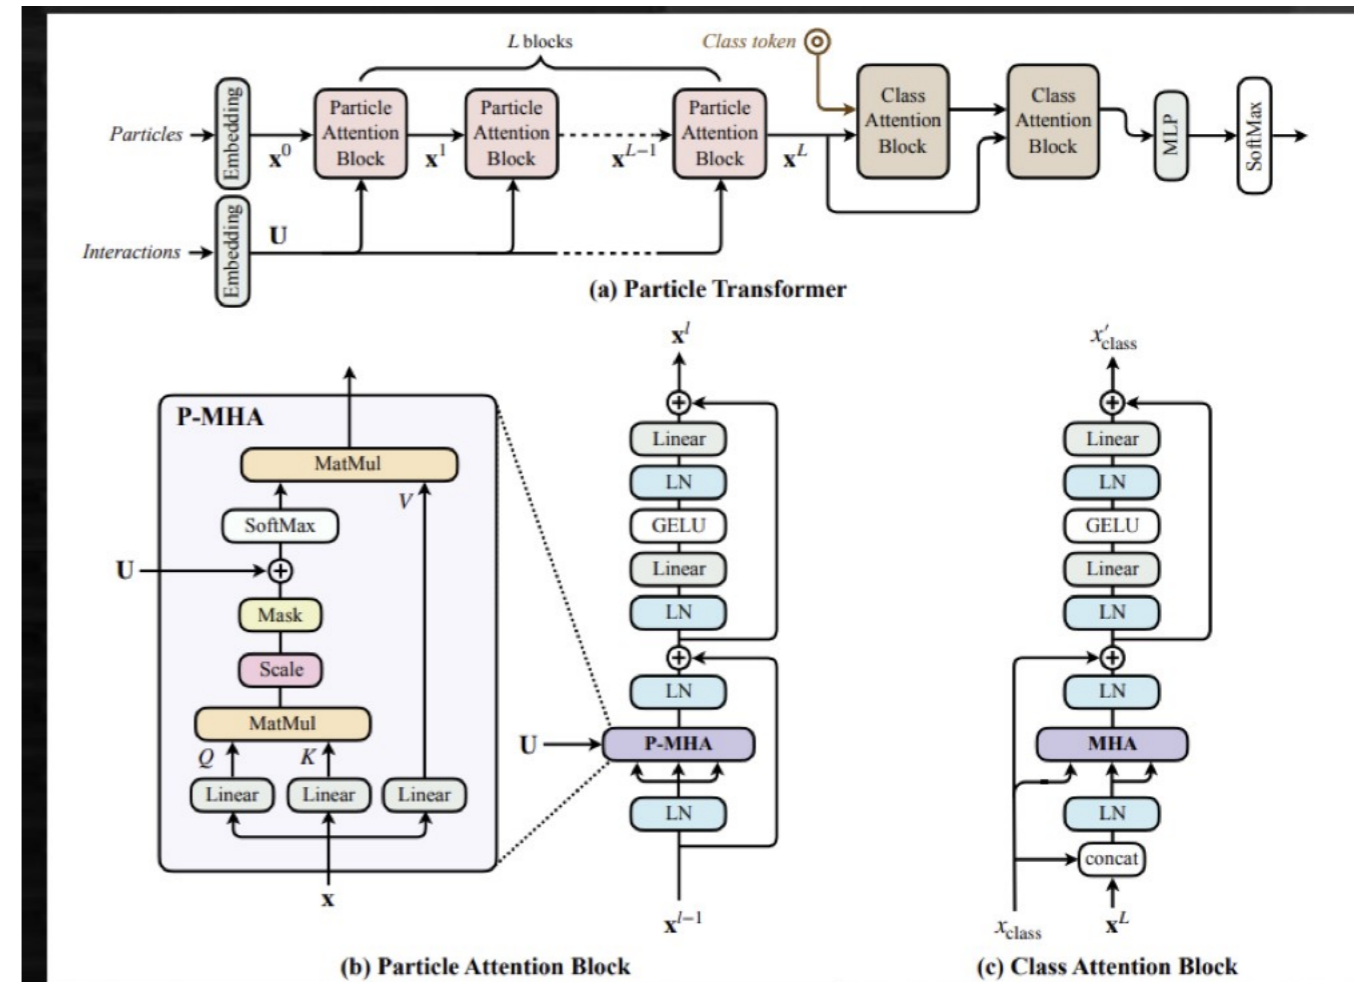 L blocks
Class token
Particles
Embedding
x⁰
Particle
Attention
Block
x¹
Particle
Attention
Block
x^{L−1}
Particle
Attention
Block
x^L
Class
Attention
Block
Class
Attention
Block
MLP
SoftMax
Interactions
Embedding
U
(a) Particle Transformer
P-MHA
MatMul
V
SoftMax
U
+
Mask
Scale
MatMul
Q
K
Linear
Linear
Linear
x
x^l
+
Linear
LN
GELU
Linear
LN
+
LN
U
P-MHA
LN
x^{l−1}
(b) Particle Attention Block
x′_class
+
Linear
LN
GELU
Linear
LN
+
LN
MHA
LN
concat
x_class
x^L
(c) Class Attention Block